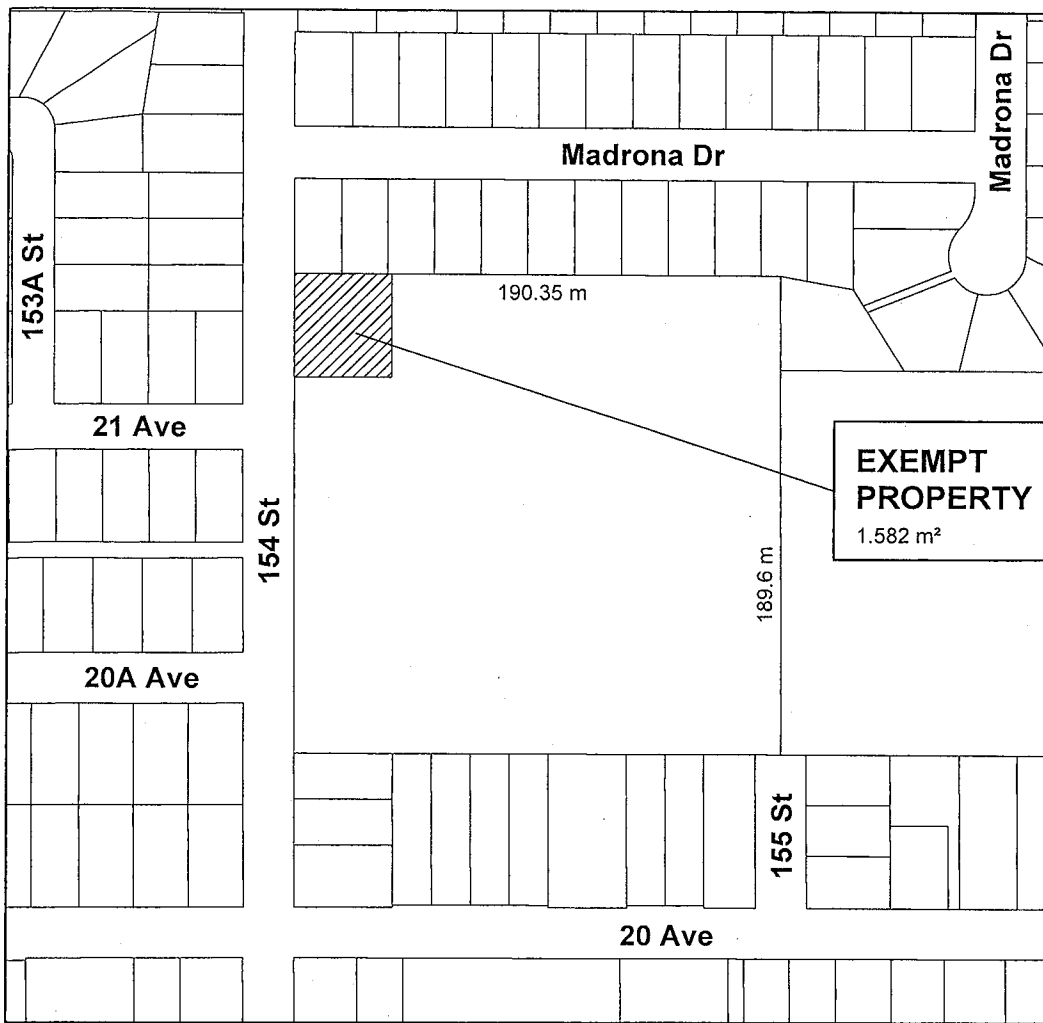 Madrona Dr
Madrona Dr
153A St
190.35 m
21 Ave
EXEMPT
PROPERTY
1.582 m²
154 St
189.6 m
20A Ave
155 St
20 Ave